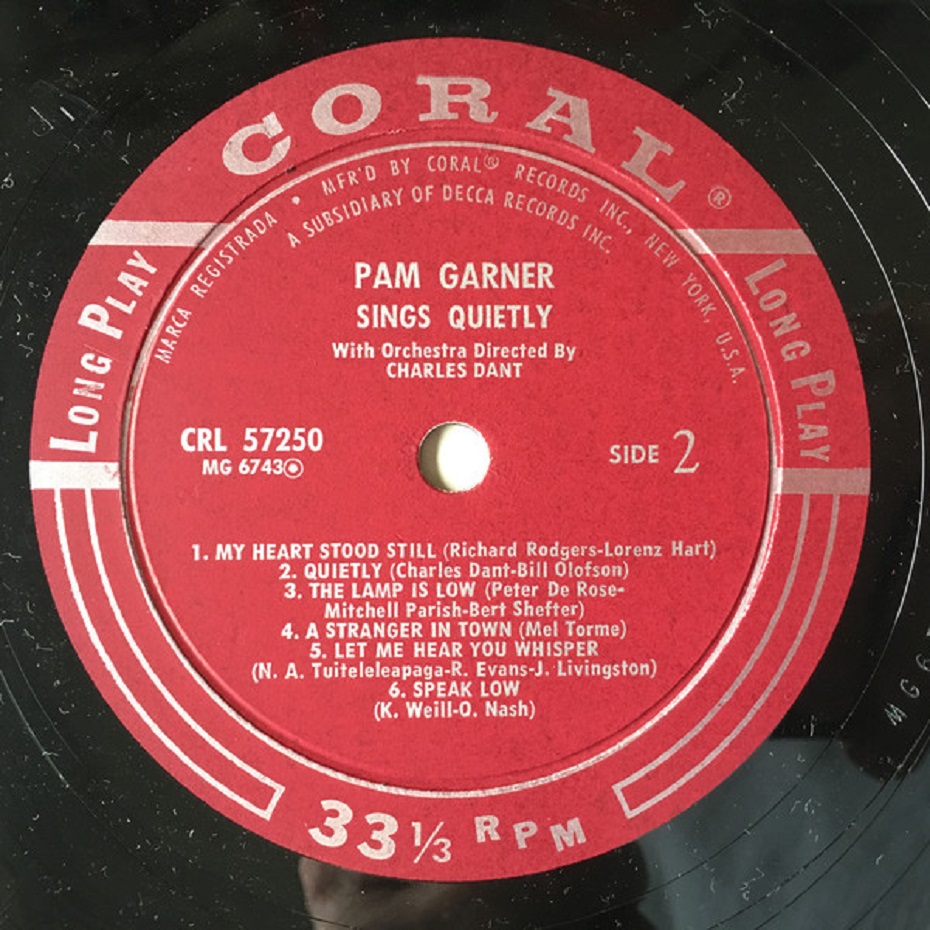 CORAL ®
MARCA REGISTRADA • MFR'D BY CORAL® RECORDS INC., NEW YORK, U.S.A.
A SUBSIDIARY OF DECCA RECORDS INC.
LONG PLAY
LONG PLAY
PAM GARNER
SINGS QUIETLY
With Orchestra Directed By
CHARLES DANT
CRL 57250
MG 6743
SIDE 2
1. MY HEART STOOD STILL (Richard Rodgers-Lorenz Hart)
2. QUIETLY (Charles Dant-Bill Olofson)
3. THE LAMP IS LOW (Peter De Rose-
Mitchell Parish-Bert Shefter)
4. A STRANGER IN TOWN (Mel Torme)
5. LET ME HEAR YOU WHISPER
(N. A. Tuiteleleapaga-R. Evans-J. Livingston)
6. SPEAK LOW
(K. Weill-O. Nash)
33 1/3 RPM